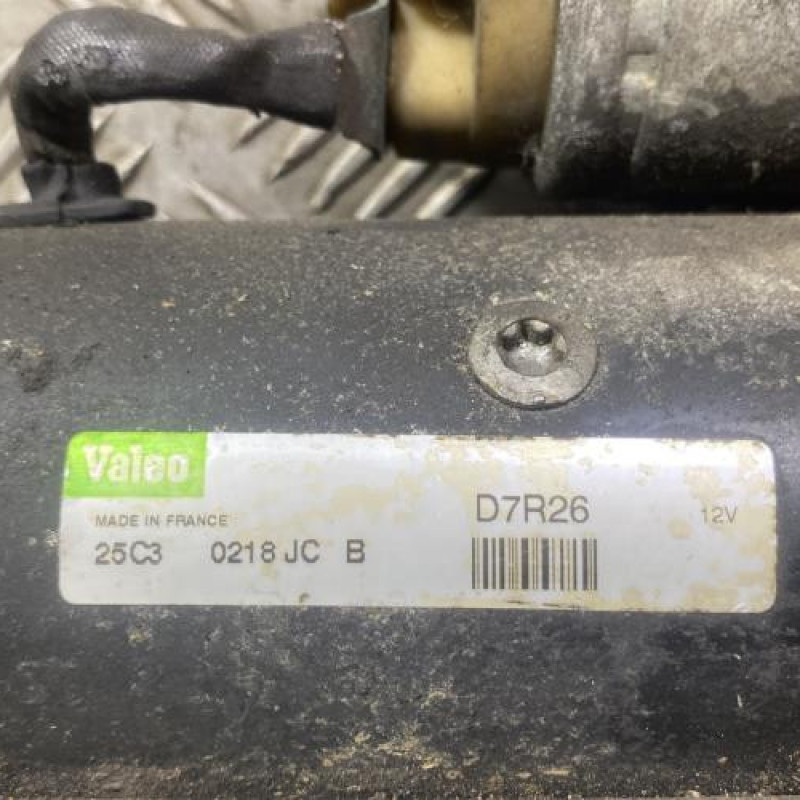 Valeo
D7R26
12V
MADE IN FRANCE
25C3 0218 JC B